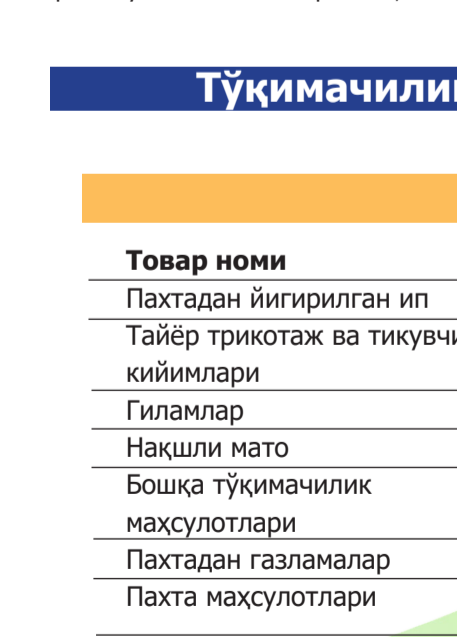 Тўқимачили
Товар номи
Пахтадан йигирилган ип
Тайёр трикотаж ва тикувчи
кийимлари
Гиламлар
Нақшли мато
Бошқа тўқимачилик
маҳсулотлари
Пахтадан газламалар
Пахта маҳсулотлари